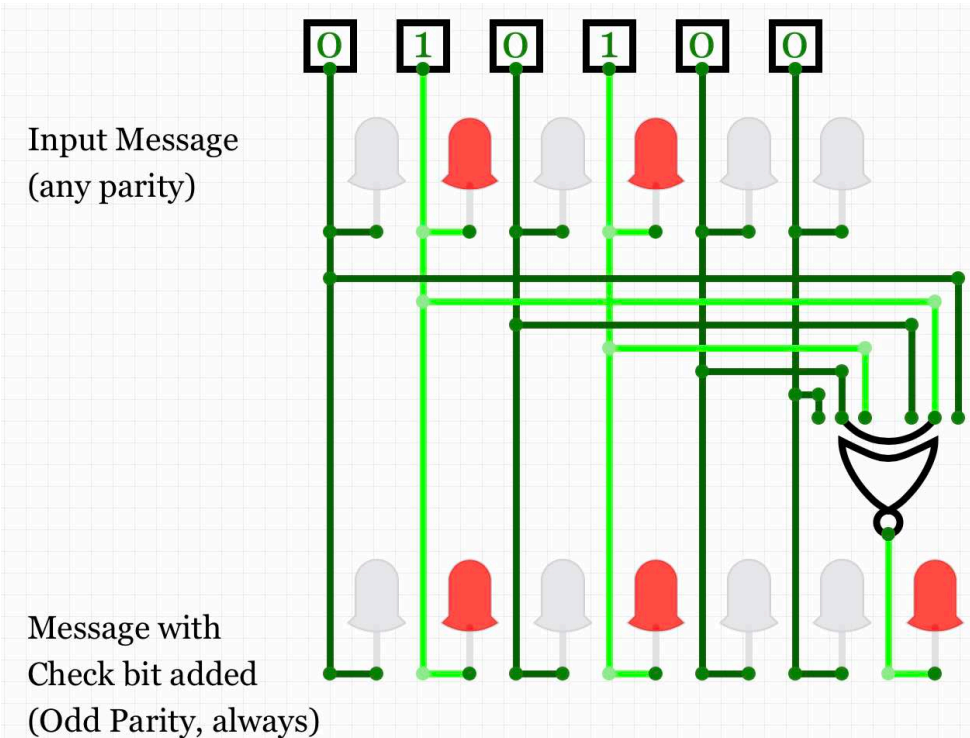 0 1 0 1 0 0
Input Message
(any parity)
Message with
Check bit added
(Odd Parity, always)